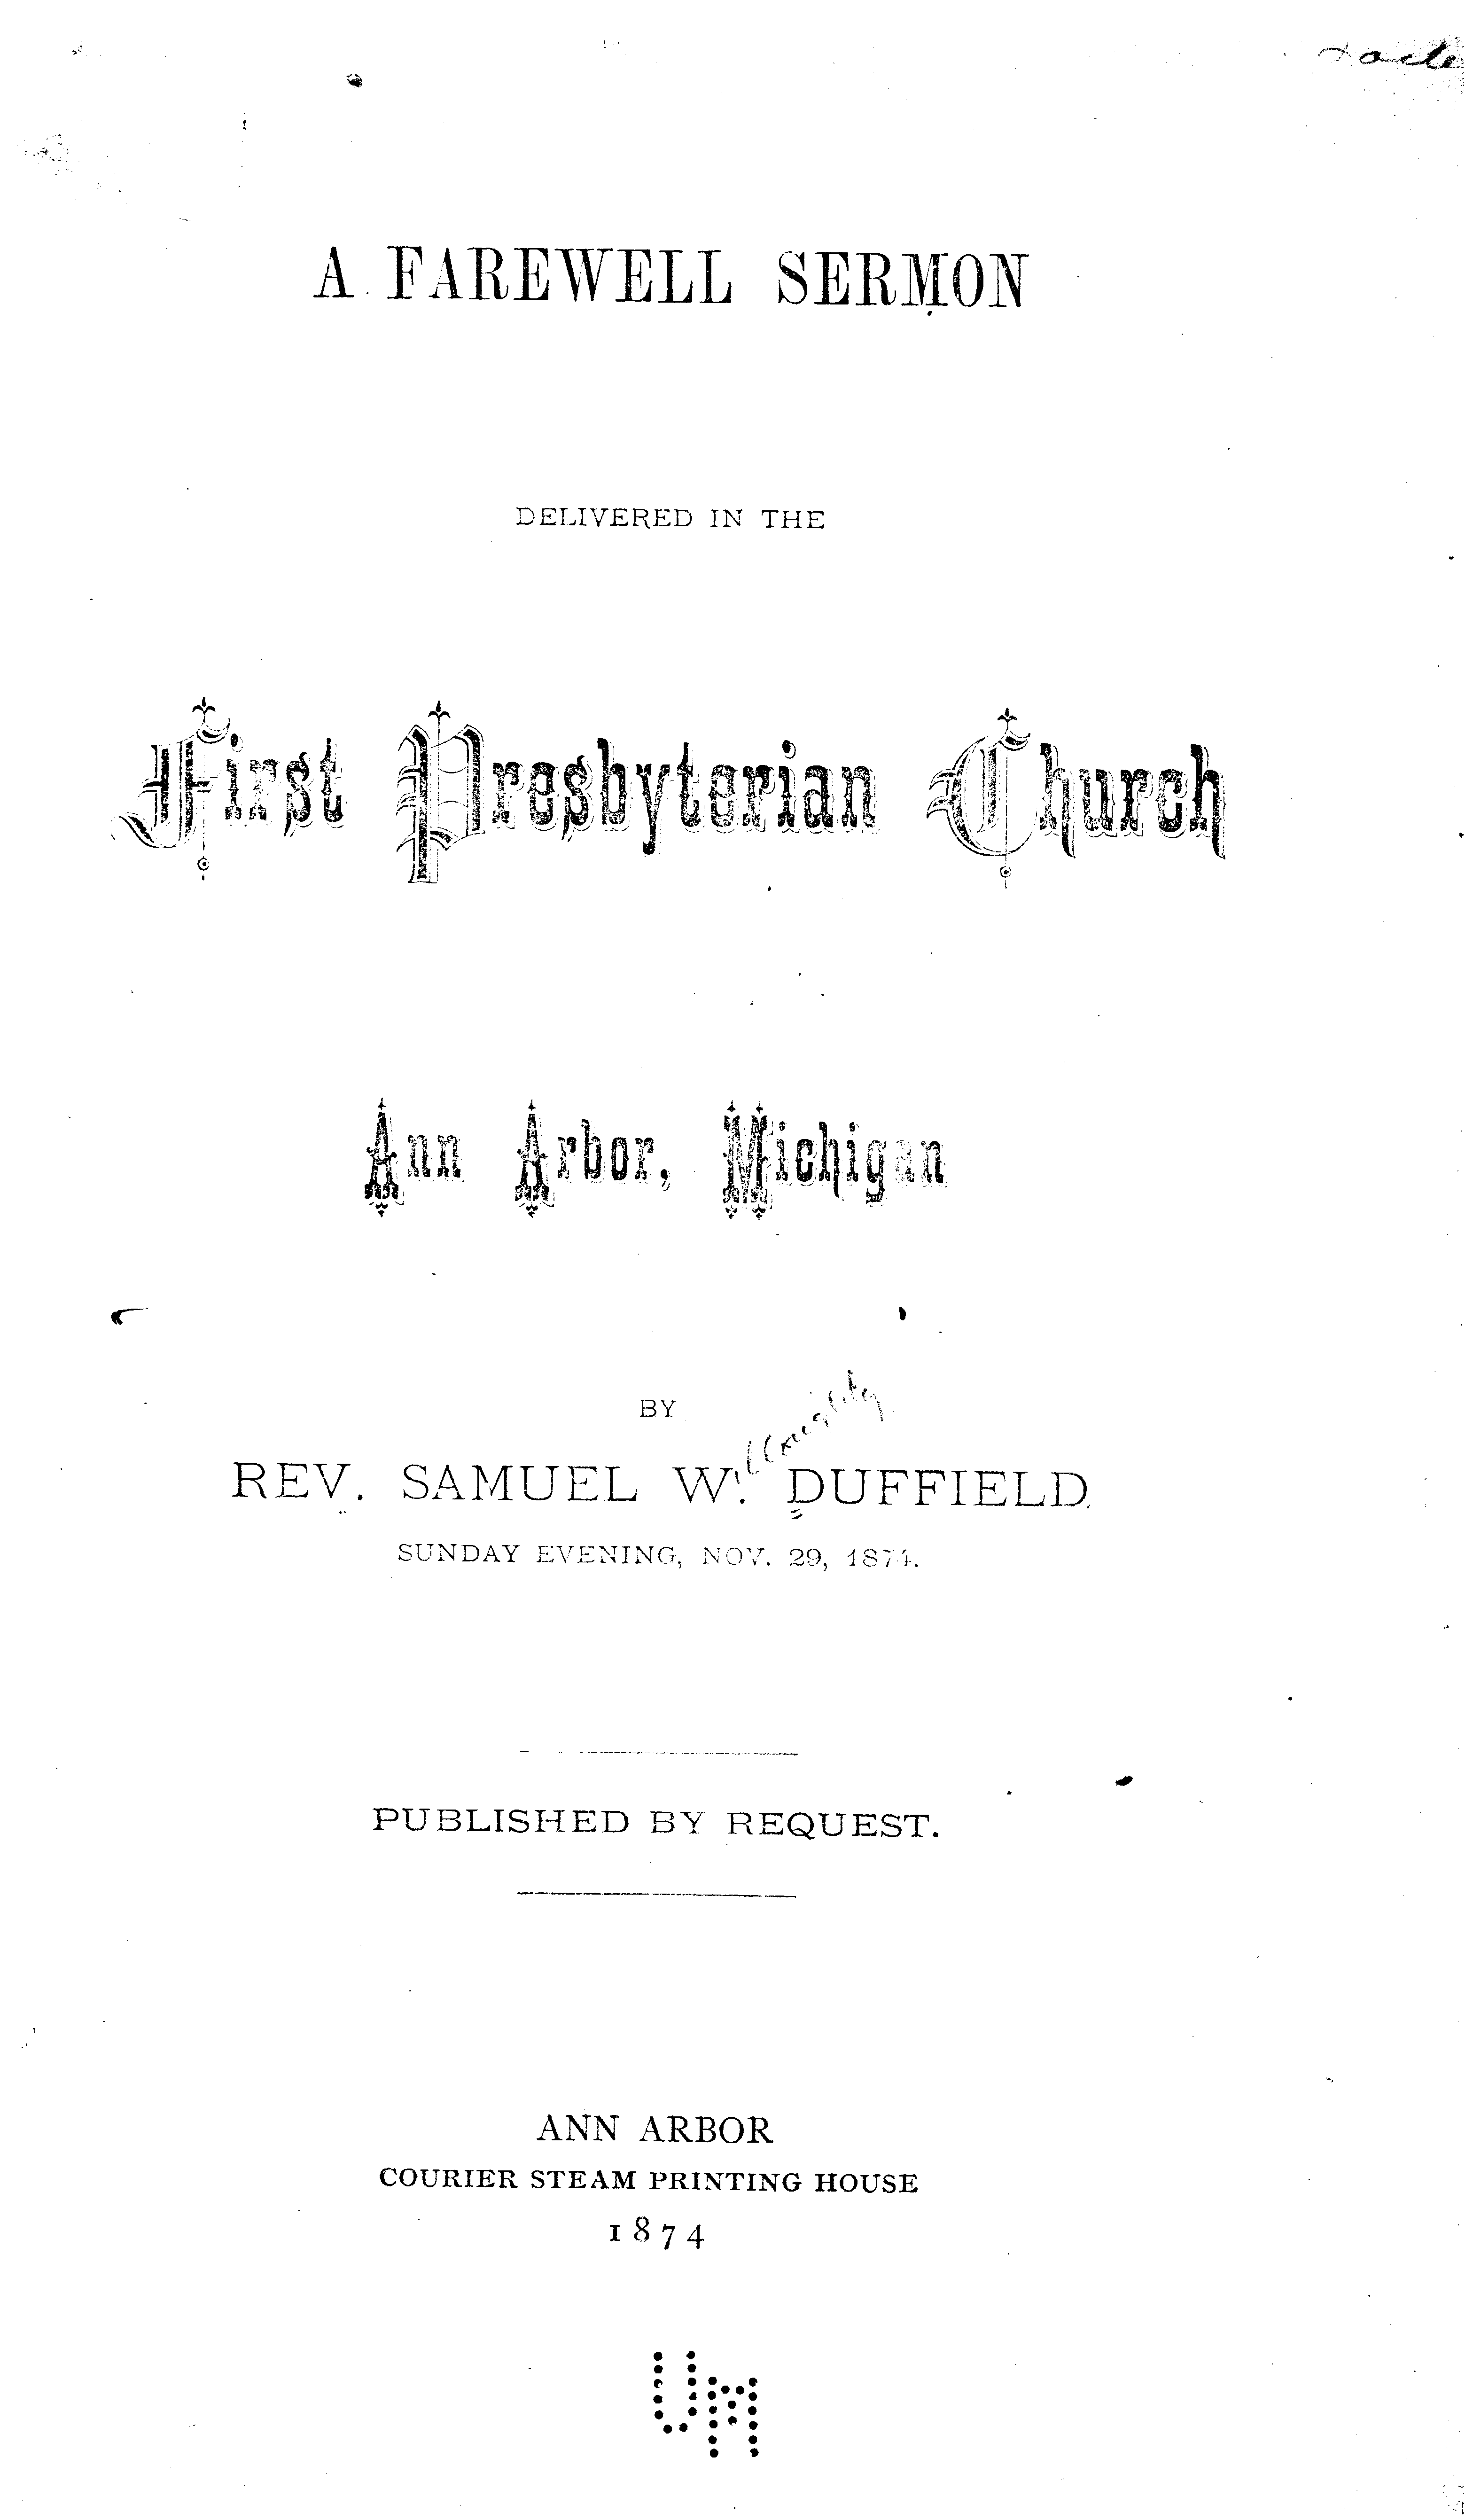 A FAREWELL SERMON
DELIVERED IN THE
First Presbyterian Church
Ann Arbor, Michigan
BY
illoughby
REV. SAMUEL W. DUFFIELD.
SUNDAY EVENING, NOV. 29, 1874.
PUBLISHED BY REQUEST.
ANN ARBOR
COURIER STEAM PRINTING HOUSE
1874
UM